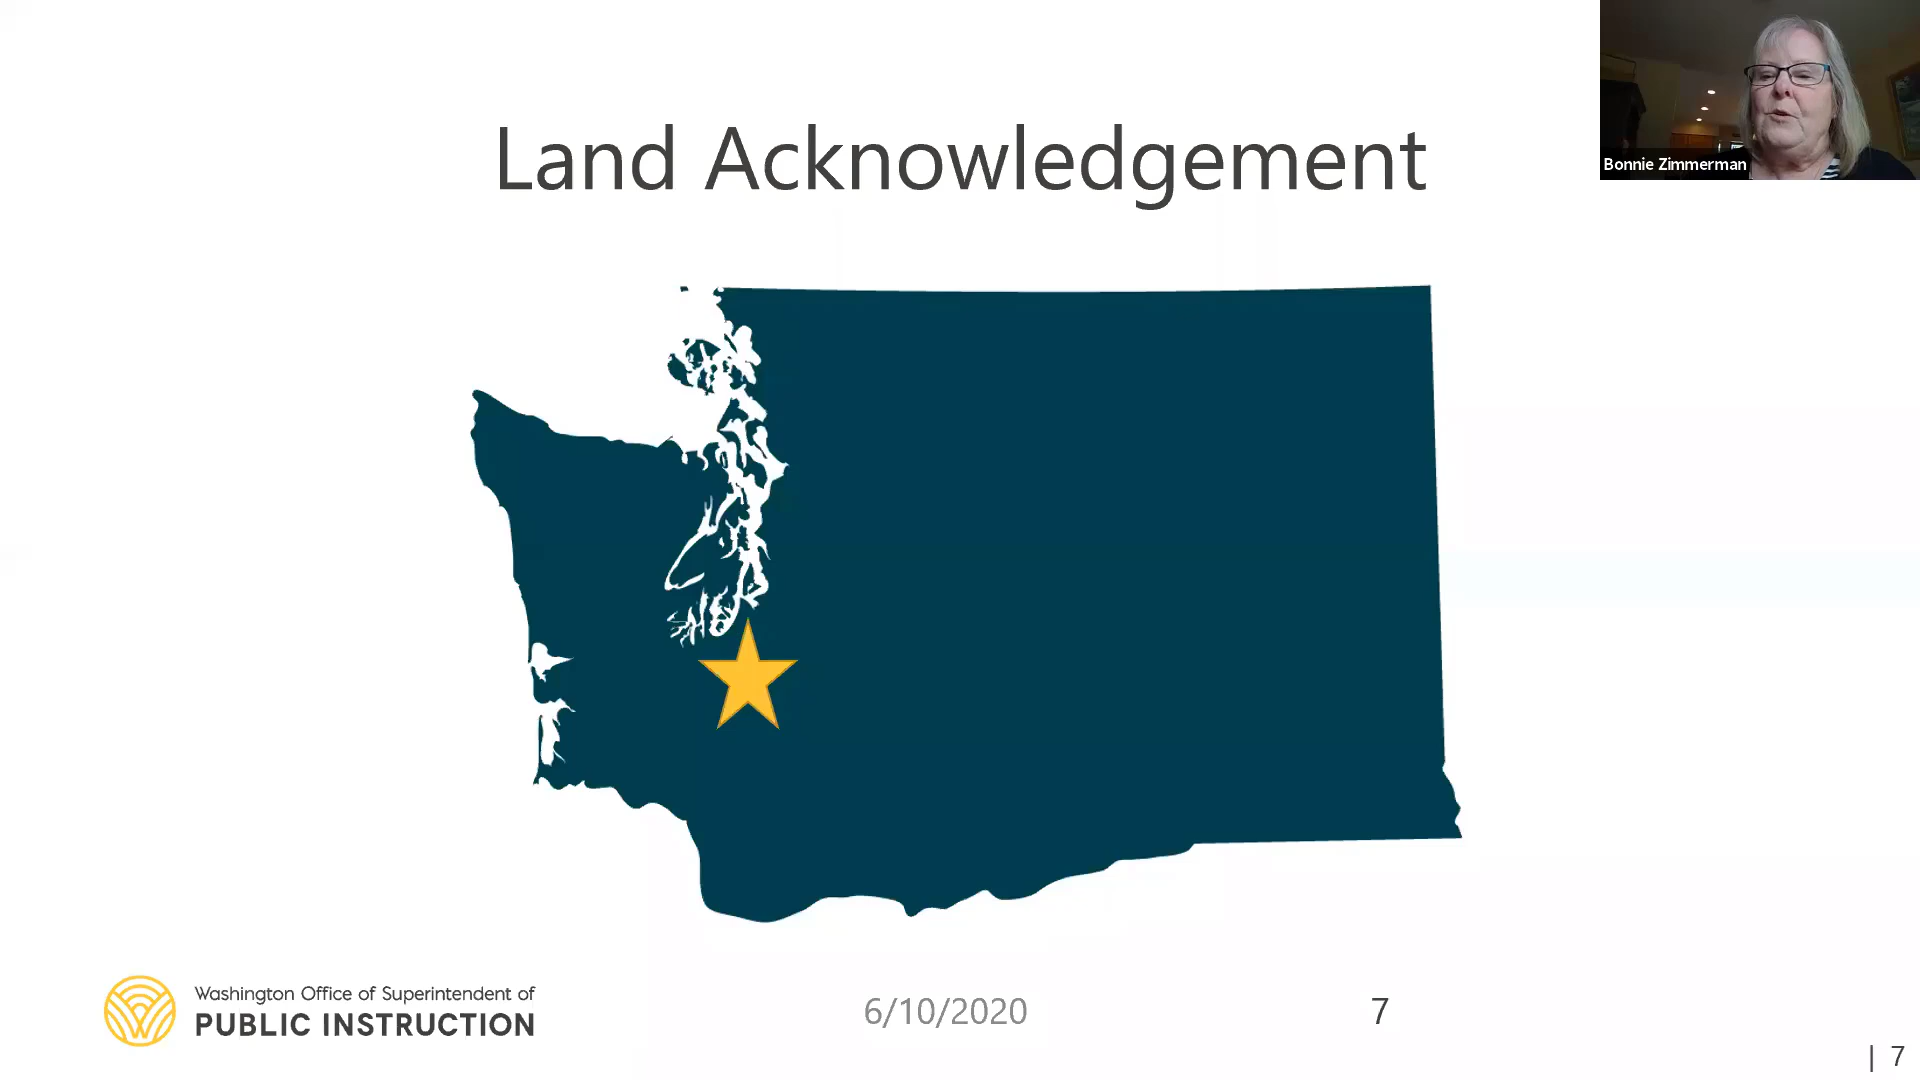 Land Acknowledgement
Bonnie Zimmerman
Washington Office of Superintendent of
PUBLIC INSTRUCTION
6/10/2020
7
| 7